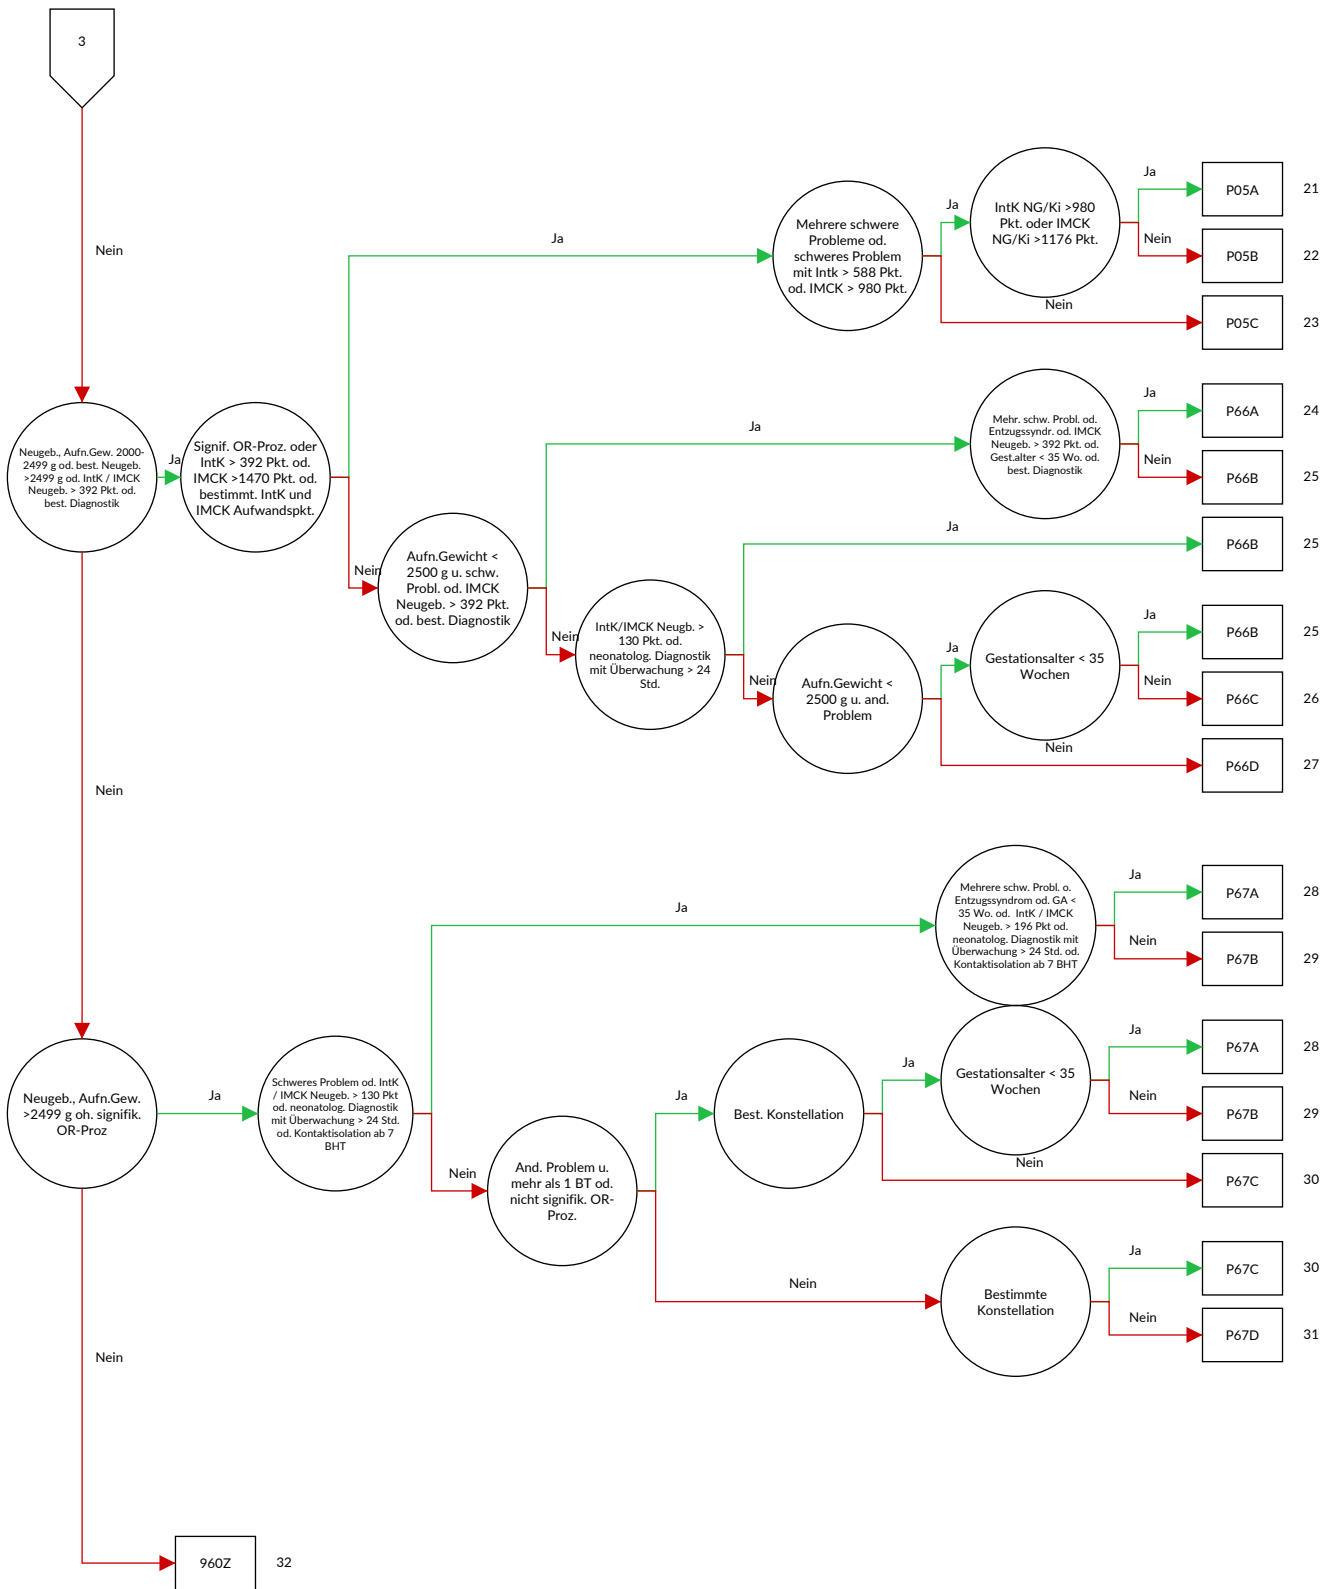 3
Nein
Neugeb., Aufn.Gew. 2000-
2499 g od. best. Neugeb.
>2499 g od. IntK / IMCK
Neugeb. > 392 Pkt. od.
best. Diagnostik
Ja
Signif. OR-Proz. oder
IntK > 392 Pkt. od.
IMCK >1470 Pkt. od.
bestimmt. IntK und
IMCK Aufwandspkt.
Ja
Mehrere schwere
Probleme od.
schweres Problem
mit Intk > 588 Pkt.
od. IMCK > 980 Pkt.
Ja
IntK NG/Ki >980
Pkt. oder IMCK
NG/Ki >1176 Pkt.
Ja
P05A
21
Nein
P05B
22
Nein
P05C
23
Nein
Aufn.Gewicht <
2500 g u. schw.
Probl. od. IMCK
Neugeb. > 392 Pkt.
od. best. Diagnostik
Ja
Mehr. schw. Probl. od.
Entzugssyndr. od. IMCK
Neugeb. > 392 Pkt. od.
Gest.alter < 35 Wo. od.
best. Diagnostik
Ja
P66A
24
Nein
P66B
25
Nein
IntK/IMCK Neugb. >
130 Pkt. od.
neonatolog. Diagnostik
mit Überwachung > 24
Std.
Ja
P66B
25
Nein
Aufn.Gewicht <
2500 g u. and.
Problem
Ja
Gestationsalter < 35
Wochen
Ja
P66B
25
Nein
P66C
26
Nein
P66D
27
Nein
Neugeb., Aufn.Gew.
>2499 g oh. signifik.
OR-Proz
Ja
Schweres Problem od. IntK
/ IMCK Neugeb. > 130 Pkt
od. neonatolog. Diagnostik
mit Überwachung > 24 Std.
od. Kontaktisolation ab 7
BHT
Ja
Mehrere schw. Probl. o.
Entzugssyndrom od. GA <
35 Wo. od. IntK / IMCK
Neugeb. > 196 Pkt od.
neonatolog. Diagnostik mit
Überwachung > 24 Std. od.
Kontaktisolation ab 7 BHT
Ja
P67A
28
Nein
P67B
29
Nein
And. Problem u.
mehr als 1 BT od.
nicht signifik. OR-
Proz.
Ja
Best. Konstellation
Ja
Gestationsalter < 35
Wochen
Ja
P67A
28
Nein
P67B
29
Nein
P67C
30
Nein
Bestimmte
Konstellation
Ja
P67C
30
Nein
P67D
31
Nein
960Z
32